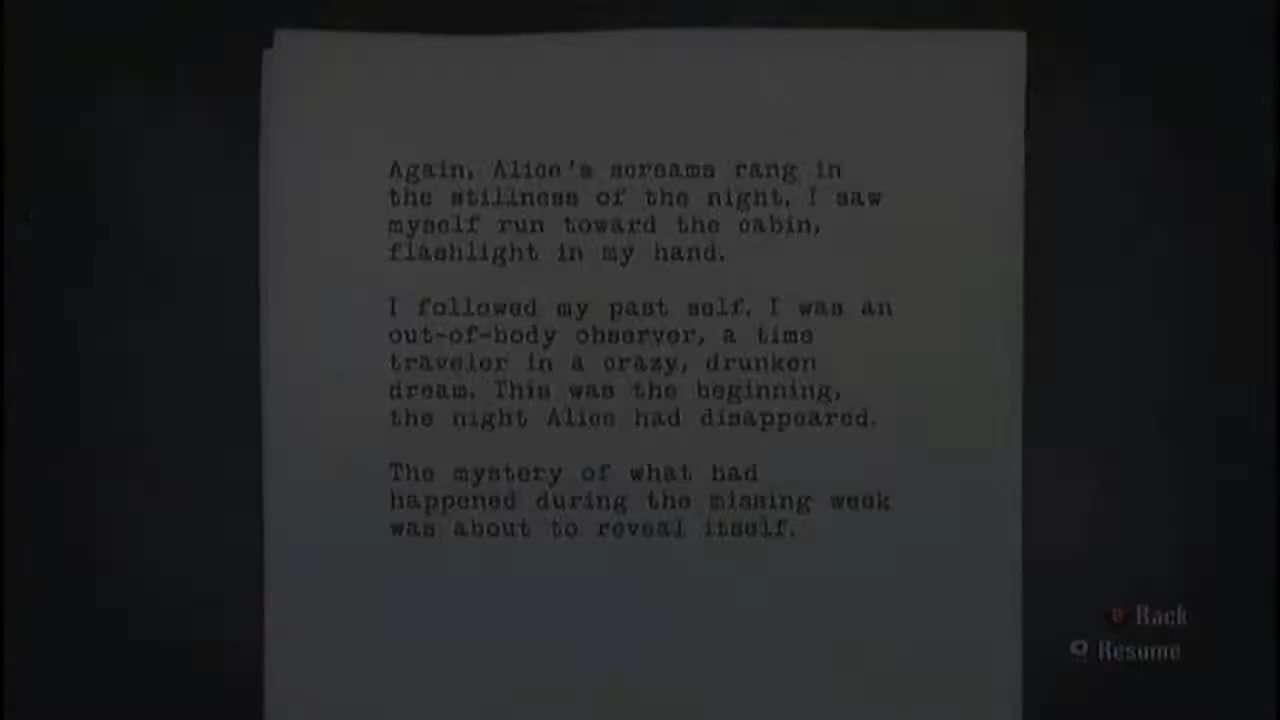 Again, Alice's screams rang in
the stillness of the night. I saw
myself run toward the cabin,
flashlight in my hand.
I followed my past self. I was an
out-of-body observer, a time
traveler in a crazy, drunken
dream. This was the beginning,
the night Alice had disappeared.
The mystery of what had
happened during the missing week
was about to reveal itself.
Back
Resume